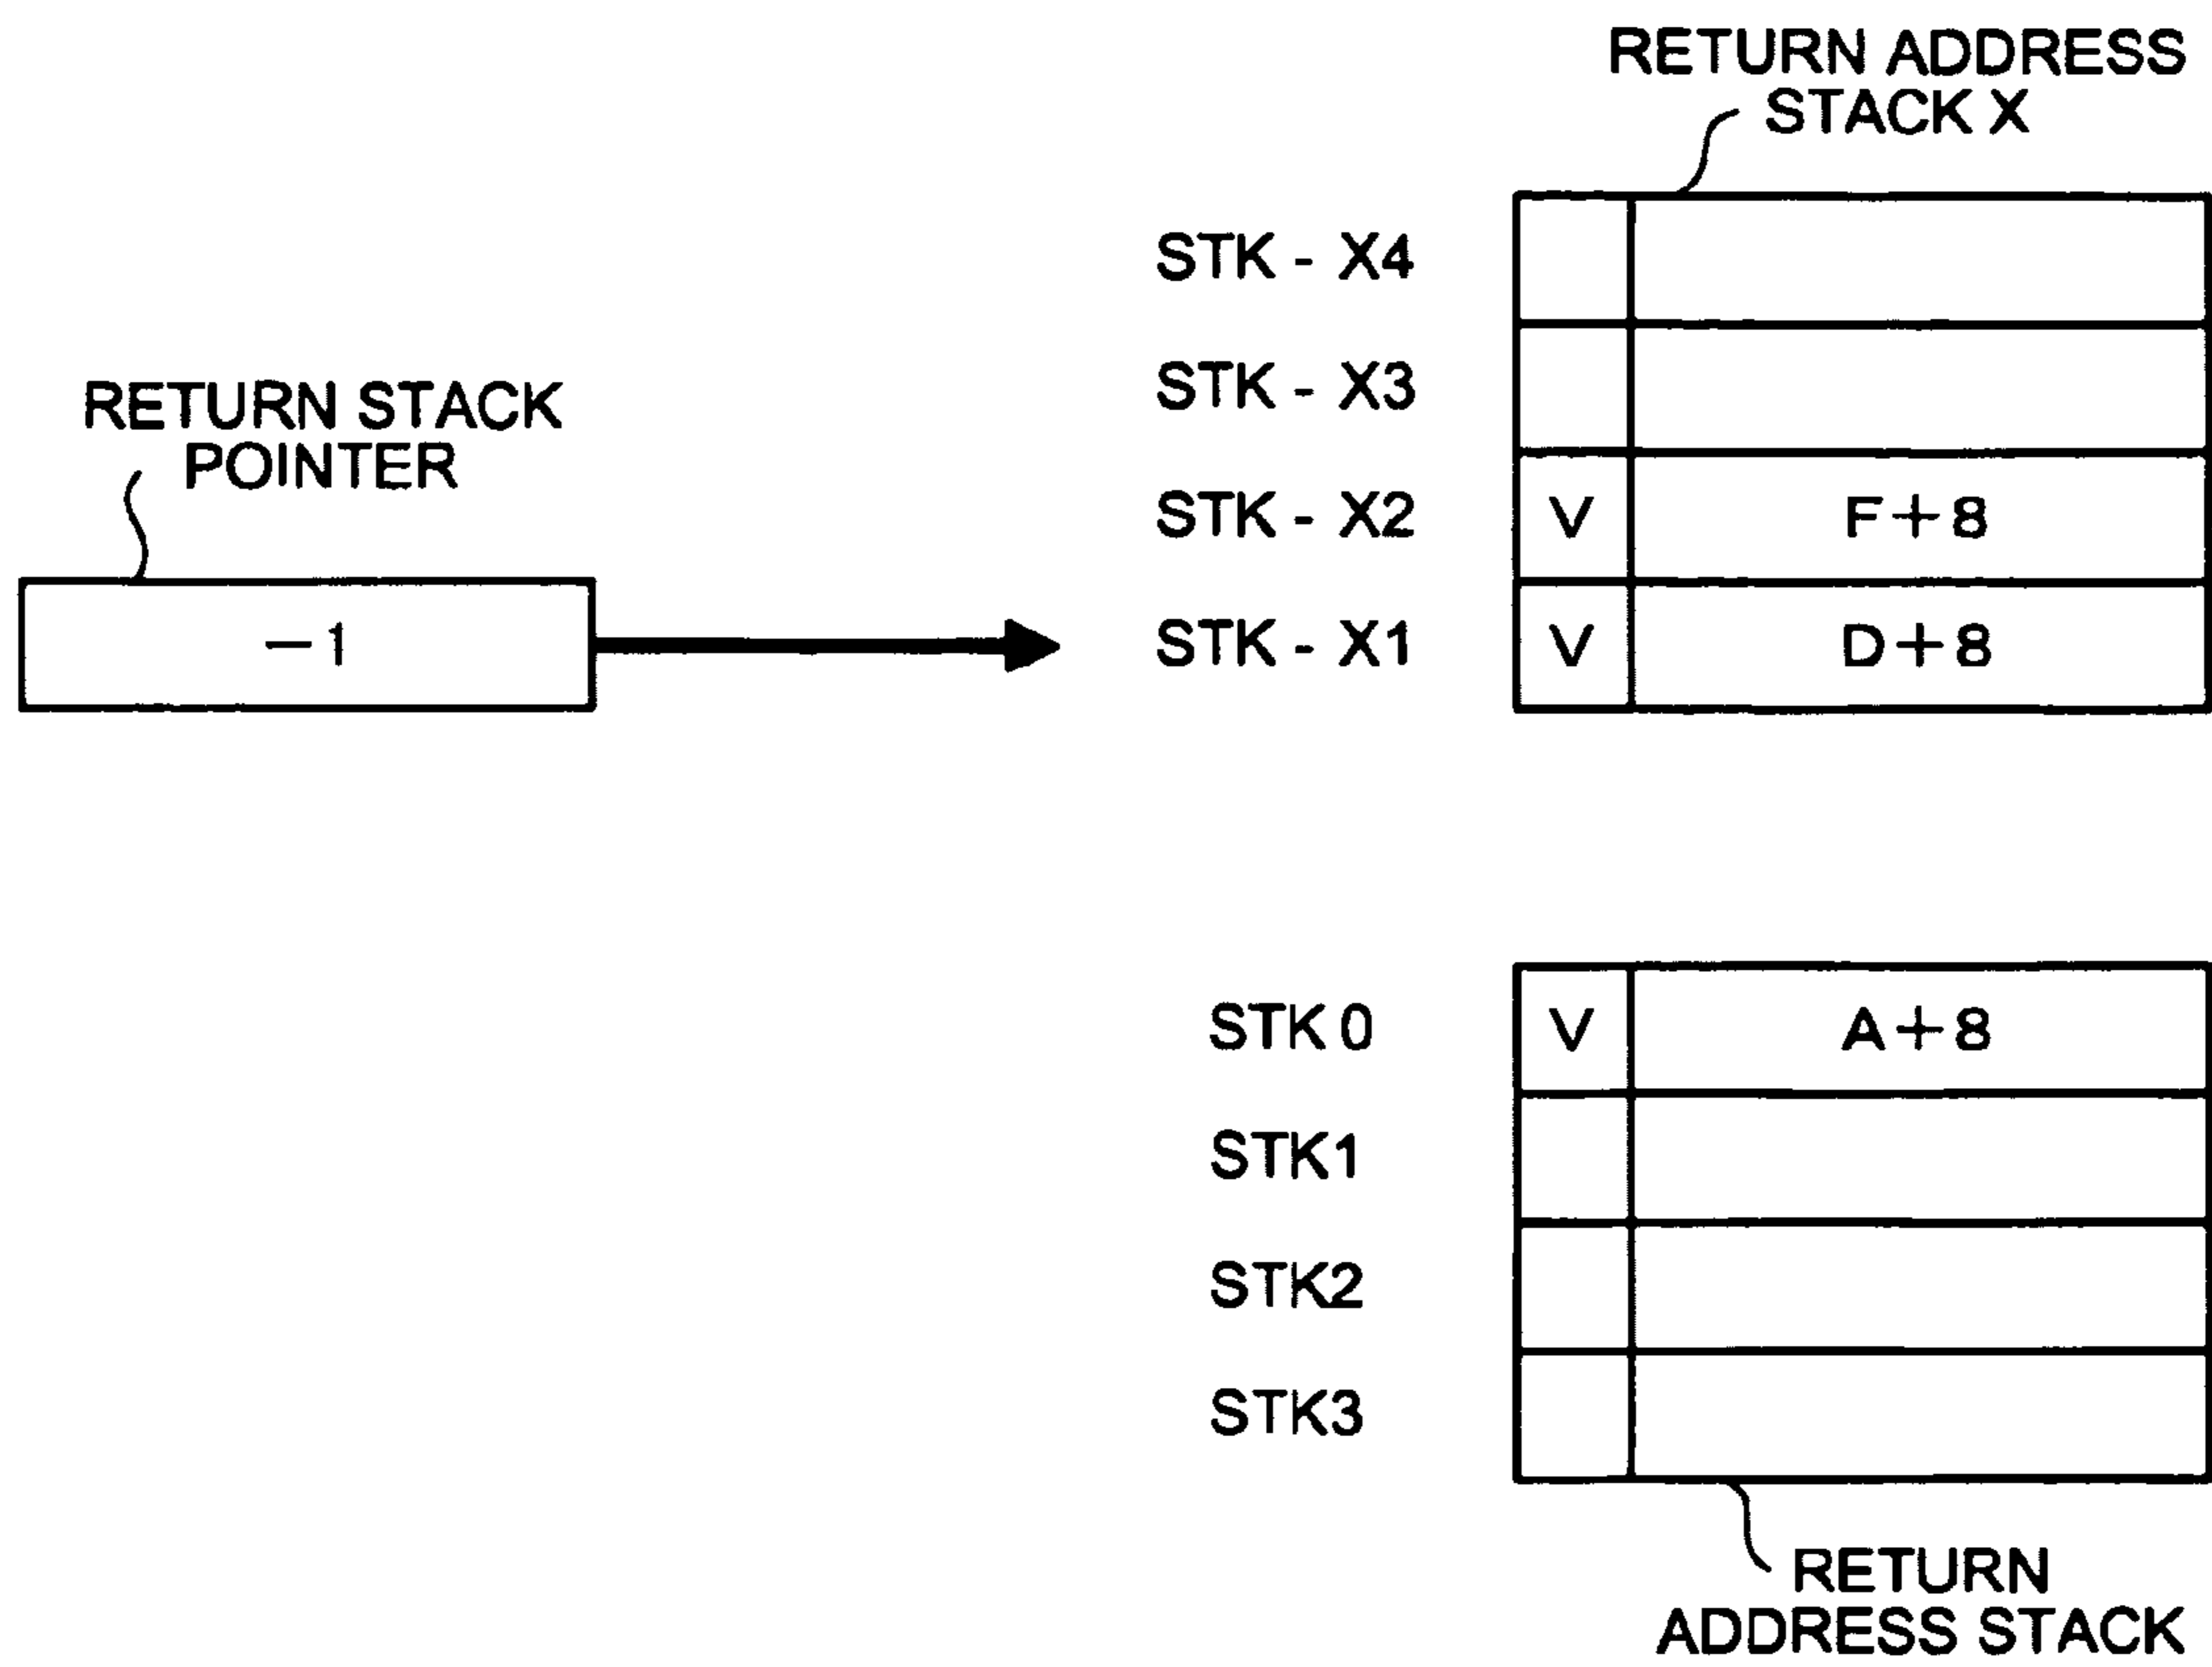 RETURN ADDRESS
STACK X
STK - X4
STK - X3
RETURN STACK
POINTER
STK - X2 V F+8
−1 STK - X1 V D+8
STK 0 V A+8
STK1
STK2
STK3
RETURN
ADDRESS STACK